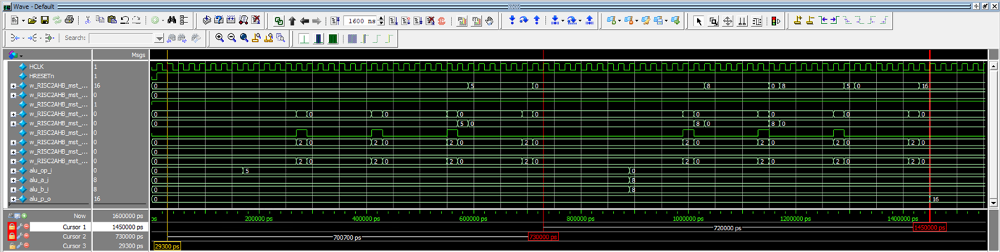 Wave - Default
1600 ns
Search:
Msgs
HCLK 1
HRESETn 1
w_RISC2AHB_mst_... 16 0 5 0 8 0 8 5 0 16
w_RISC2AHB_mst_... 0 0
w_RISC2AHB_mst_... 1
w_RISC2AHB_mst_... 0 0 0 0 0 0 0 0 0 0
w_RISC2AHB_mst_... 0 0 5 0 8 0 8 0
w_RISC2AHB_mst_... 0
w_RISC2AHB_mst_... 0 0 2 0 2 0 2 0 2 0 2 0 2 0 2 0 2 0
w_RISC2AHB_mst_... 0 0
w_RISC2AHB_mst_... 0 0 2 0 2 0 2 0 2 0 2 0 2 0 2 0 2 0
alu_op_i 0 0 5 0
alu_a_i 8 0 8
alu_b_i 8 0 8
alu_p_o 16 0 16
Now 1600000 ps ps 200000 ps 400000 ps 600000 ps 800000 ps 1000000 ps 1200000 ps 1400000 ps
Cursor 1 1450000 ps 720000 ps 1450000 ps
Cursor 2 730000 ps 700700 ps 730000 ps
Cursor 3 29300 ps 29300 ps